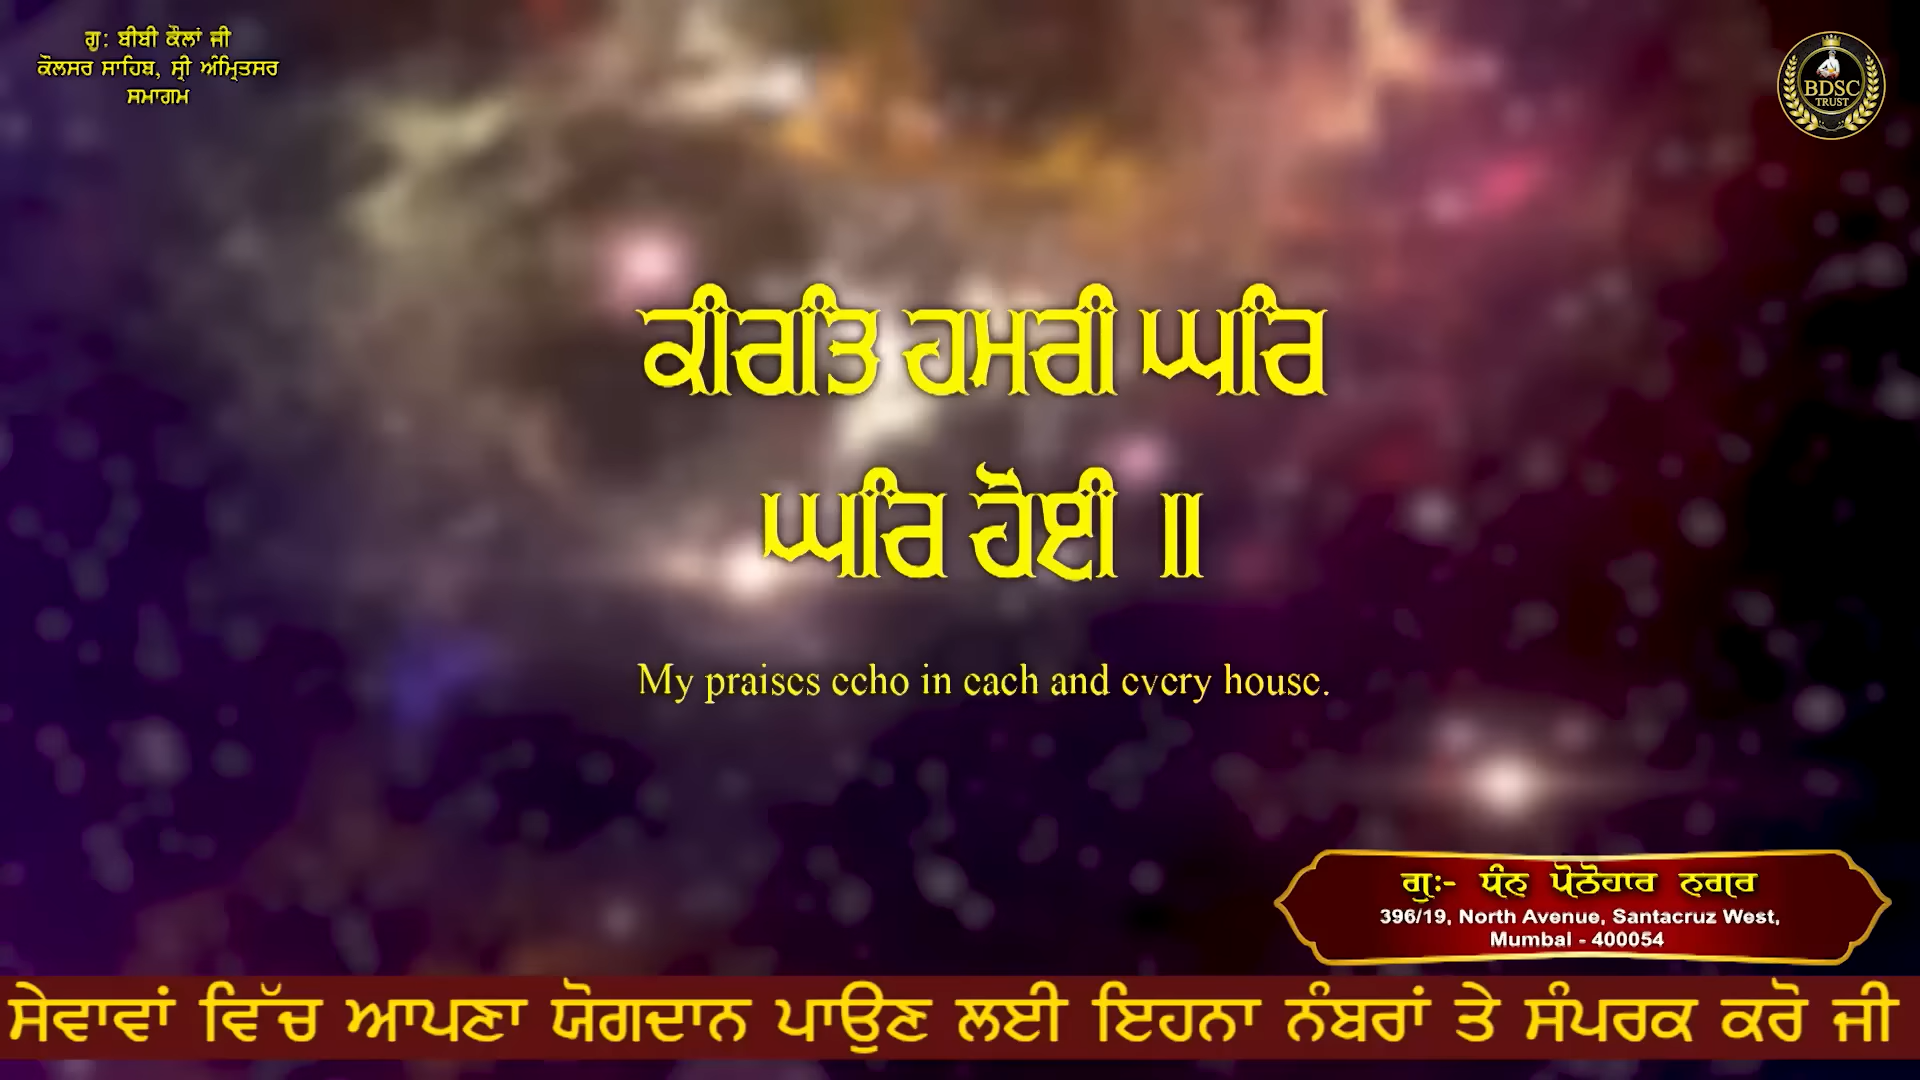 ਗੁ: ਬੀਬੀ ਕੌਲਾਂ ਜੀ
ਕੌਲਸਰ ਸਾਹਿਬ, ਸ੍ਰੀ ਅੰਮ੍ਰਿਤਸਰ
ਸਮਾਗਮ
BDSC
TRUST
ਕੀਰਤਿ ਹਮਰੀ ਘਰਿ
ਘਰਿ ਹੋਈ ॥
My praises echo in each and every house.
ਗੁ:- ਧੰਨ ਪੋਠੋਹਾਰ ਨਗਰ
396/19, North Avenue, Santacruz West,
Mumbai - 400054
ਸੇਵਾਵਾਂ ਵਿੱਚ ਆਪਣਾ ਯੋਗਦਾਨ ਪਾਉਣ ਲਈ ਇਹਨਾ ਨੰਬਰਾਂ ਤੇ ਸੰਪਰਕ ਕਰੋ ਜੀ